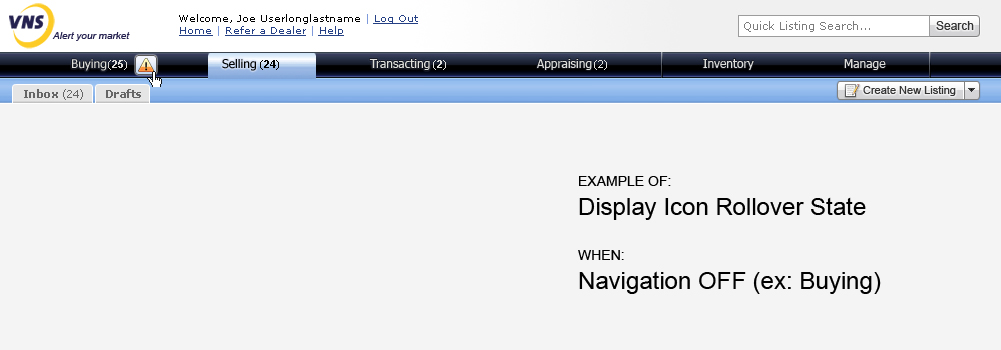 VNS
Alert your market
Welcome, Joe Userlonglastname | Log Out
Home | Refer a Dealer | Help
Quick Listing Search... Search
Buying(25) Selling (24) Transacting (2) Appraising (2) Inventory Manage
Inbox (24) Drafts Create New Listing
EXAMPLE OF:
Display Icon Rollover State
WHEN:
Navigation OFF (ex: Buying)